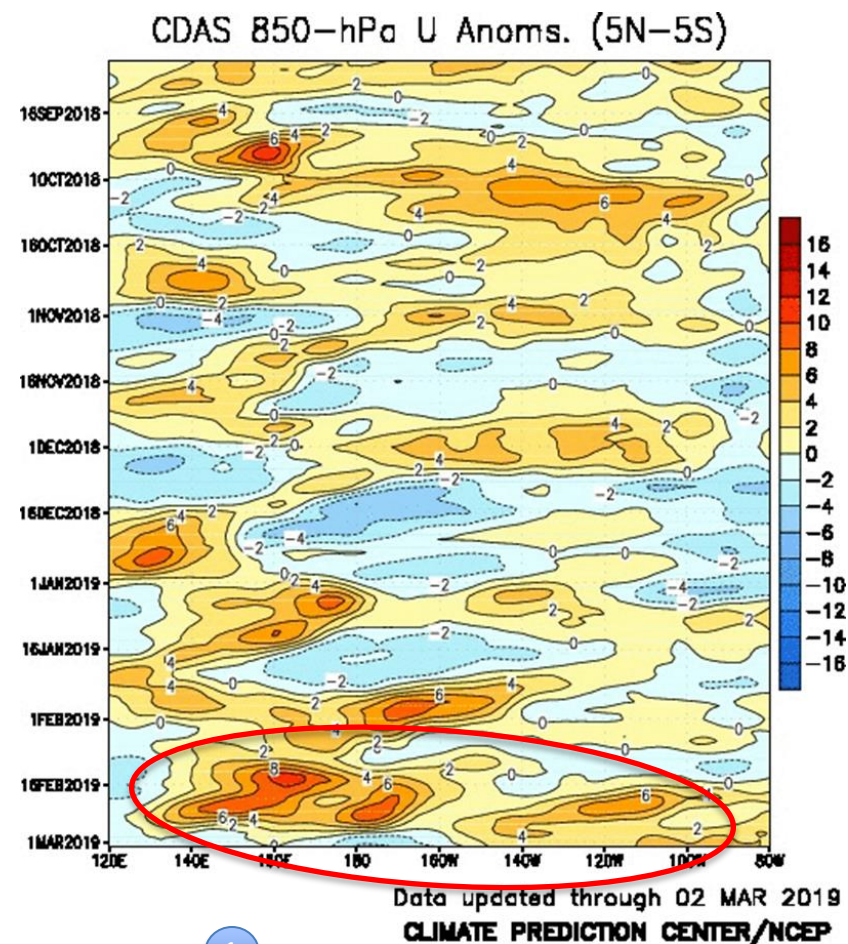 CDAS 850-hPa U Anoms. (5N-5S)
16SEP2018
1OCT2018
16OCT2018
1NOV2018
16NOV2018
1DEC2018
16DEC2018
1JAN2019
16JAN2019
1FEB2019
16FEB2019
1MAR2019
120E 140E 160E 180 160W 140W 120W 100W 80W
16
14
12
10
8
6
4
2
0
-2
-4
-6
-8
-10
-12
-14
-16
Data updated through 02 MAR 2019
CLIMATE PREDICTION CENTER/NCEP